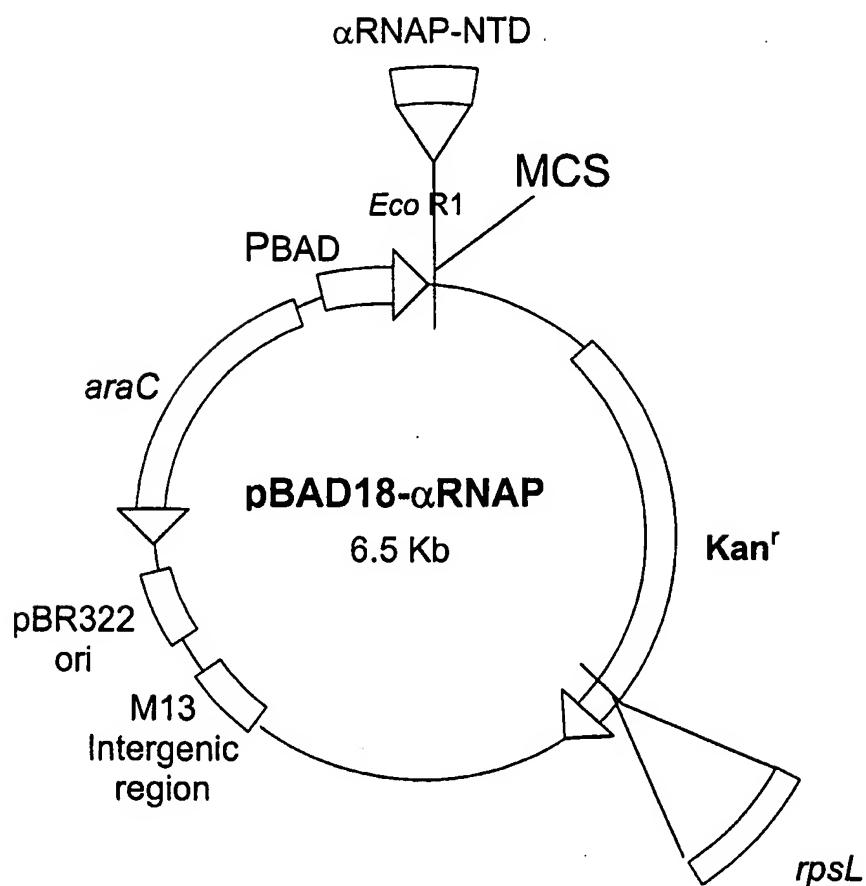 αRNAP-NTD
MCS
Eco R1
PBAD
araC
pBAD18-αRNAP
6.5 Kb
Kanʳ
pBR322
ori
M13
Intergenic
region
rpsL